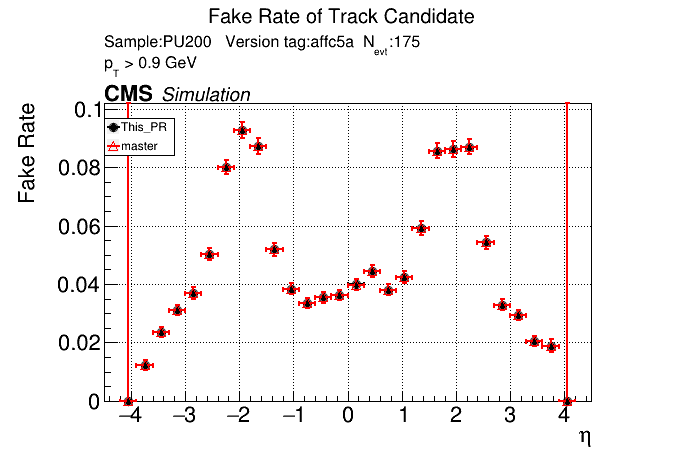 Fake Rate of Track Candidate
Sample:PU200 Version tag:affc5a N_evt:175
p_T > 0.9 GeV
CMS Simulation
Fake Rate
0.1
0.08
0.06
0.04
0.02
0
This_PR
master
−4 −3 −2 −1 0 1 2 3 4
η